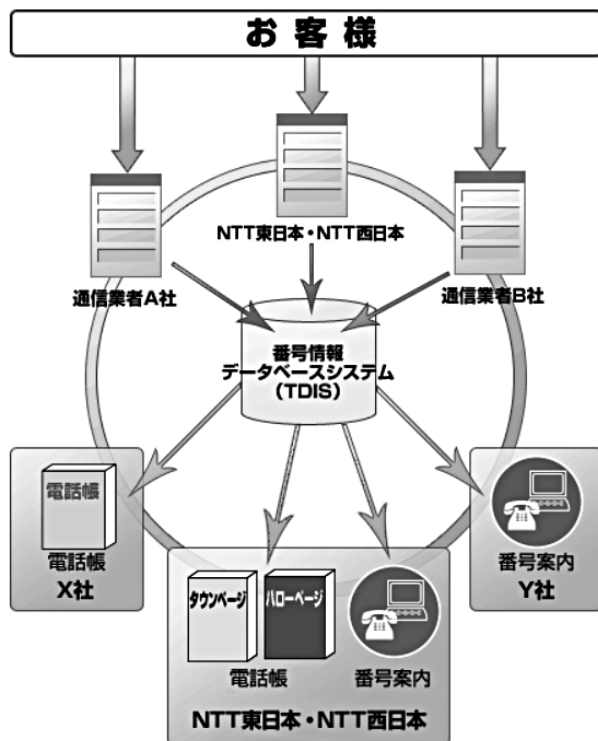 お客様
NTT東日本・NTT西日本
通信業者A社
通信業者B社
番号情報
データベースシステム
（TDIS）
電話帳
電話帳
X社
番号案内
Y社
タウンページ
ハローページ
電話帳
番号案内
NTT東日本・NTT西日本